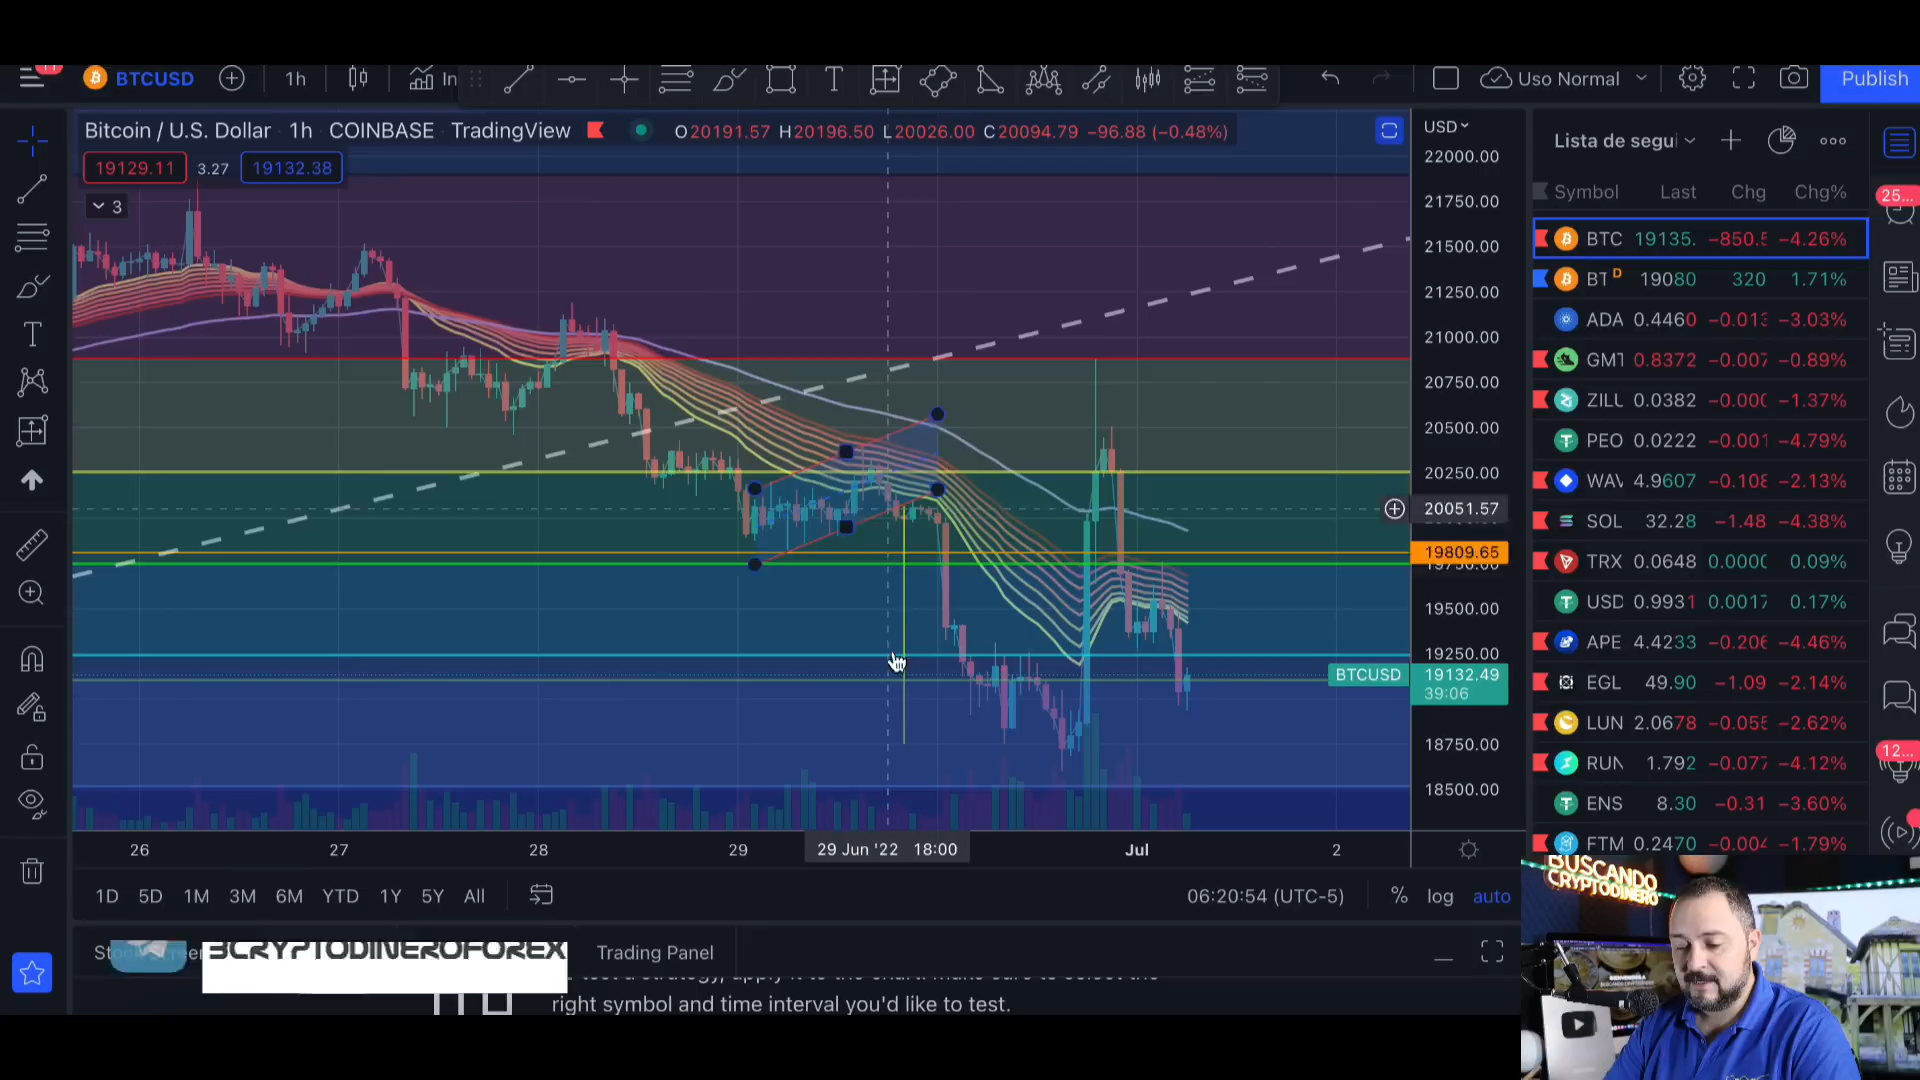 11
BTCUSD
1h
In
Uso Normal
Publish
Bitcoin / U.S. Dollar 1h COINBASE TradingView
O20191.57 H20196.50 L20026.00 C20094.79 −96.88 (−0.48%)
19129.11 3.27 19132.38
3
USD
22000.00
21750.00
21500.00
21250.00
21000.00
20750.00
20500.00
20250.00
20051.57
19809.65
19750.00
19500.00
19250.00
BTCUSD 19132.49
39:06
18750.00
18500.00
26 27 28 29 29 Jun '22 18:00 Jul 2
1D 5D 1M 3M 6M YTD 1Y 5Y All
06:20:54 (UTC-5) % log auto
Trading Panel
BCRYPTODINEROFOREX
right symbol and time interval you'd like to test.
Lista de segui
Symbol Last Chg Chg%
BTC 19135. −850.5 −4.26%
BT D 19080 320 1.71%
ADA 0.4460 −0.013 −3.03%
GMT 0.8372 −0.007 −0.89%
ZILL 0.0382 −0.000 −1.37%
PEO 0.0222 −0.001 −4.79%
WAV 4.9607 −0.108 −2.13%
SOL 32.28 −1.48 −4.38%
TRX 0.0648 0.0000 0.09%
USD 0.9931 0.0017 0.17%
APE 4.4233 −0.206 −4.46%
EGL 49.90 −1.09 −2.14%
LUN 2.0678 −0.055 −2.62%
RUN 1.792 −0.077 −4.12%
ENS 8.30 −0.31 −3.60%
FTM 0.2470 −0.004 −1.79%
25...
12...
BUSCANDO
CRYPTODINERO